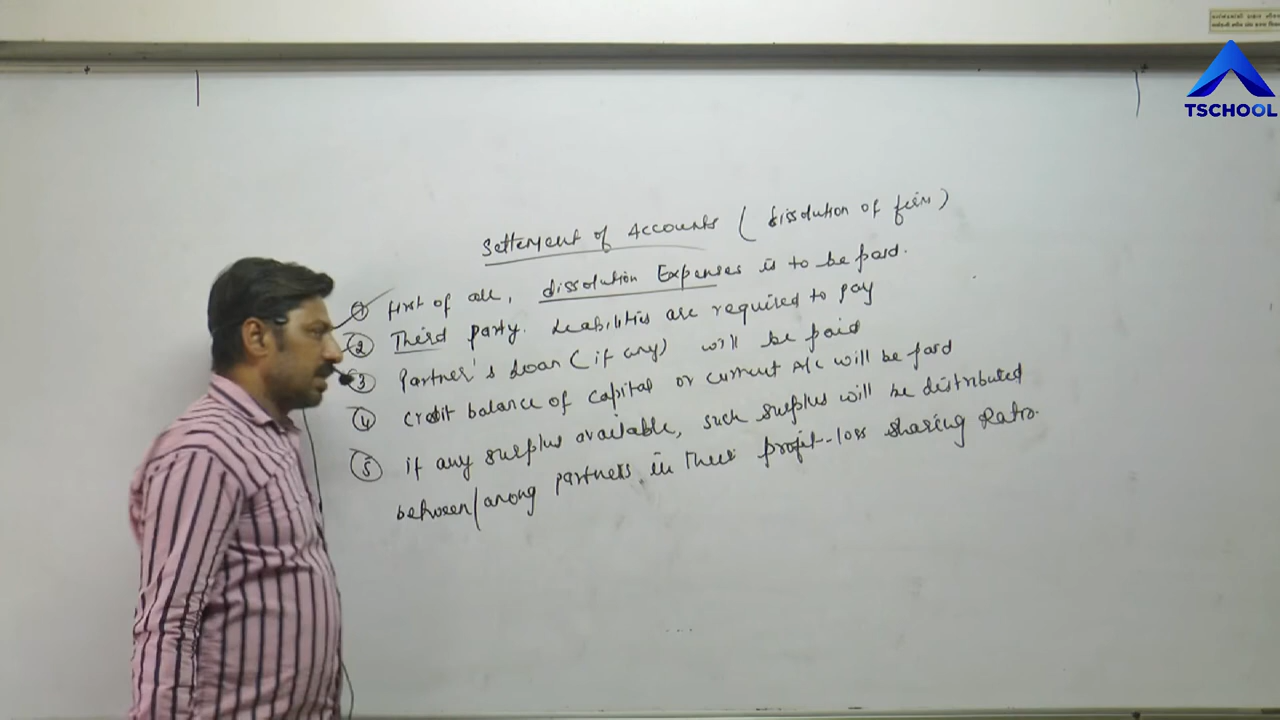 TSCHOOL
Settlement of Accounts (dissolution of firm)
① First of all, dissolution Expenses is to be paid.
② Third party. Liabilities are required to pay
③ Partner's Loan (if any) will be paid
④ credit balance of capital or current A/c will be paid
⑤ if any surplus available, such surplus will be distributed
between/among partners in their profit-loss sharing Ratio.